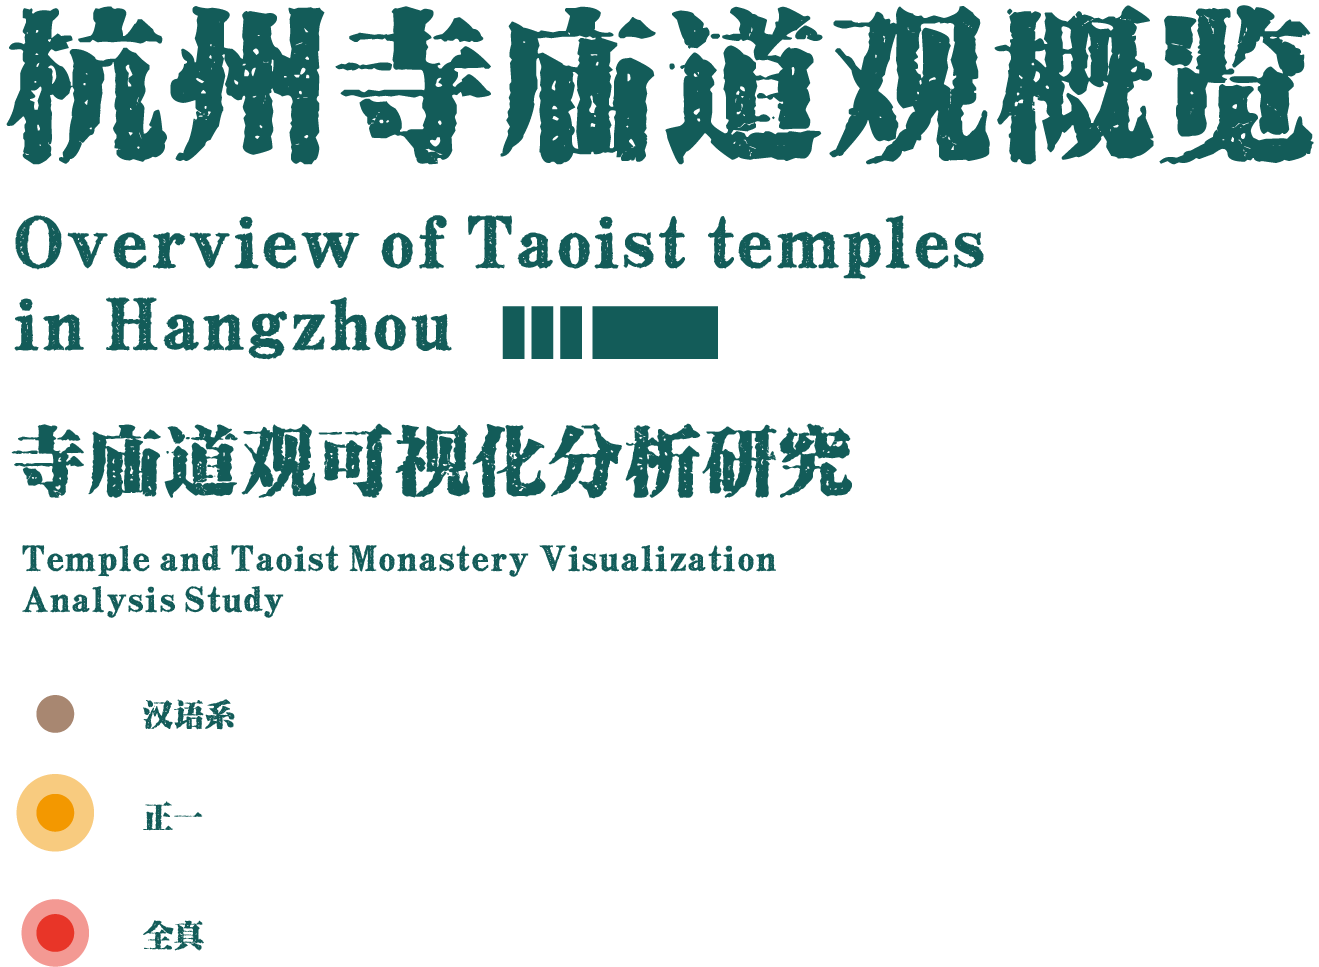 杭州寺庙道观概览
Overview of Taoist temples
in Hangzhou
寺庙道观可视化分析研究
Temple and Taoist Monastery Visualization
Analysis Study
汉语系
正一
全真